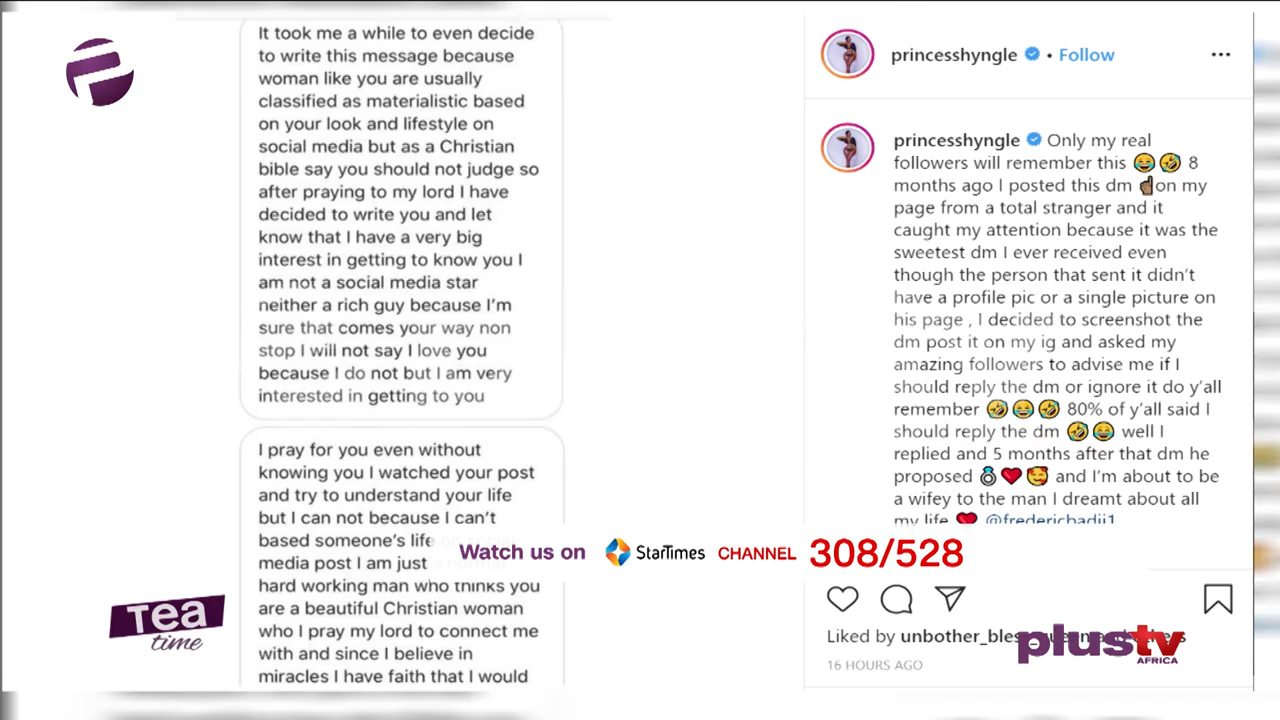 It took me a while to even decide
to write this message because
woman like you are usually
classified as materialistic based
on your look and lifestyle on
social media but as a Christian
bible say you should not judge so
after praying to my lord I have
decided to write you and let
know that I have a very big
interest in getting to know you I
am not a social media star
neither a rich guy because I'm
sure that comes your way non
stop I will not say I love you
because I do not but I am very
interested in getting to you
I pray for you even without
knowing you I watched your post
and try to understand your life
but I can not because I can't
based someone's life on social
media post I am just a normal
hard working man who thinks you
are a beautiful Christian woman
who I pray my lord to connect me
with and since I believe in
miracles I have faith that I would
princesshyngle • Follow
princesshyngle Only my real
followers will remember this 😂🤣 8
months ago I posted this dm ☝🏾on my
page from a total stranger and it
caught my attention because it was the
sweetest dm I ever received even
though the person that sent it didn't
have a profile pic or a single picture on
his page , I decided to screenshot the
dm post it on my ig and asked my
amazing followers to advise me if I
should reply the dm or ignore it do y'all
remember 🤣😂🤣 80% of y'all said I
should reply the dm 🤣😂 well I
replied and 5 months after that dm he
proposed 💍❤️🥰 and I'm about to be
a wifey to the man I dreamt about all
my life ❤️ @fredericbadji1
Liked by unbother_bless
16 HOURS AGO
Watch us on StarTimes CHANNEL 308/528
Tea
time
plustv
AFRICA